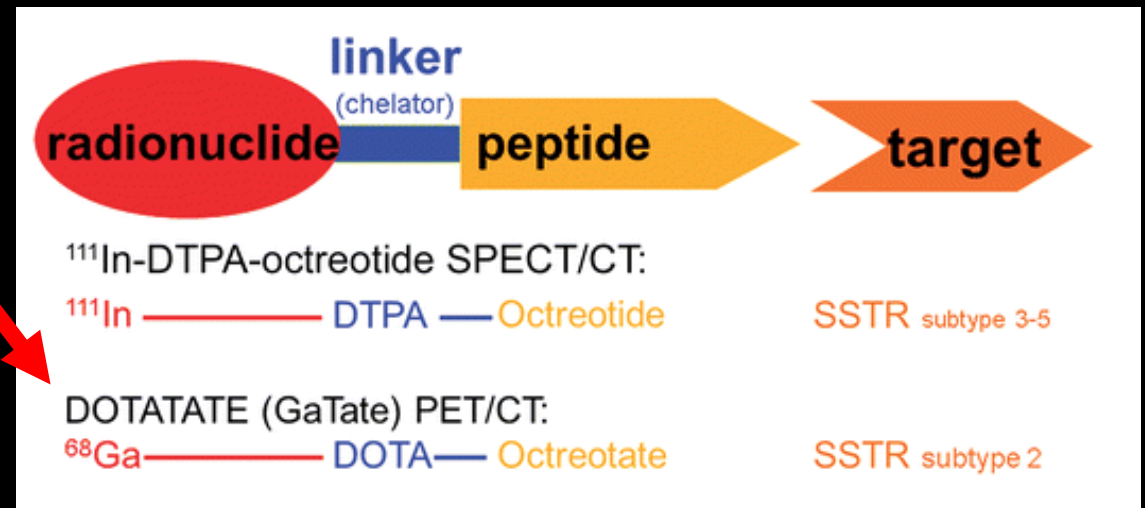 linker
(chelator)
radionuclide peptide target
¹¹¹In-DTPA-octreotide SPECT/CT:
¹¹¹In DTPA Octreotide SSTR subtype 3-5
DOTATATE (GaTate) PET/CT:
⁶⁸Ga DOTA Octreotate SSTR subtype 2